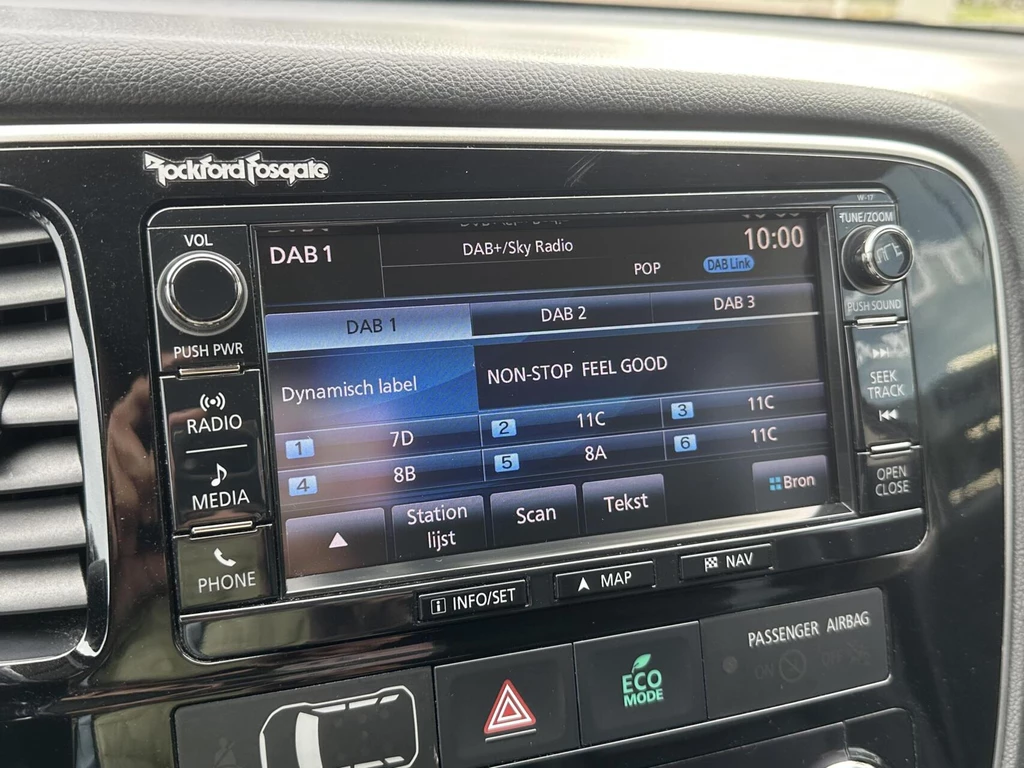 Rockford Fosgate
W-17
VOL
PUSH PWR
RADIO
MEDIA
PHONE
DAB 1
DAB+/Sky Radio
10:00
POP
DAB Link
DAB 1
DAB 2
DAB 3
Dynamisch label
NON-STOP FEEL GOOD
1 7D
2 11C
3 11C
4 8B
5 8A
6 11C
Station
lijst
Scan
Tekst
Bron
TUNE/ZOOM
PUSH SOUND
SEEK
TRACK
OPEN
CLOSE
i INFO/SET
MAP
NAV
ECO
MODE
PASSENGER AIRBAG
ON